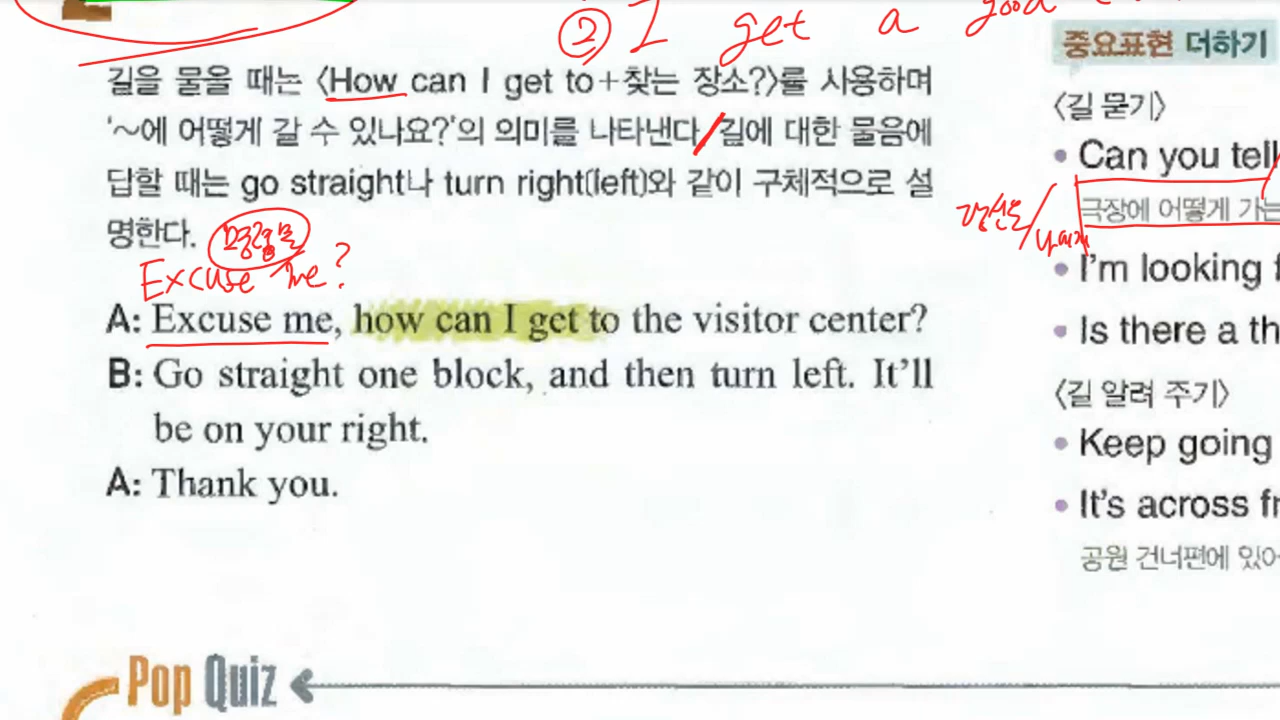 ② I get a good
길을 물을 때는 〈How can I get to+찾는 장소?〉를 사용하며
'~에 어떻게 갈 수 있나요?'의 의미를 나타낸다. 길에 대한 물음에
답할 때는 go straight나 turn right(left)와 같이 구체적으로 설
명한다. 명령문
Excuse me?
A: Excuse me, how can I get to the visitor center?
B: Go straight one block, and then turn left. It'll
be on your right.
A: Thank you.
Pop Quiz
중요표현 더하기
〈길 묻기〉
• Can you tell
극장에 어떻게 가는
• I'm looking f
• Is there a th
〈길 알려 주기〉
• Keep going
• It's across fr
공원 건너편에 있어